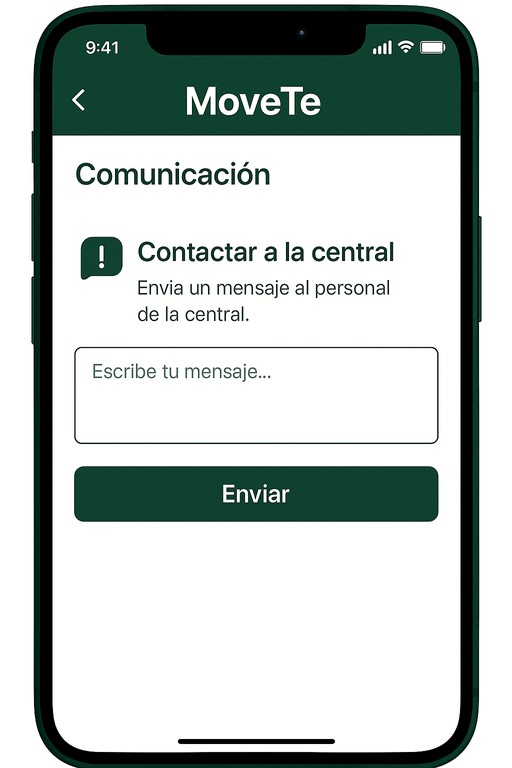 9:41
MoveTe
Comunicación
Contactar a la central
Envia un mensaje al personal
de la central.
Escribe tu mensaje...
Enviar